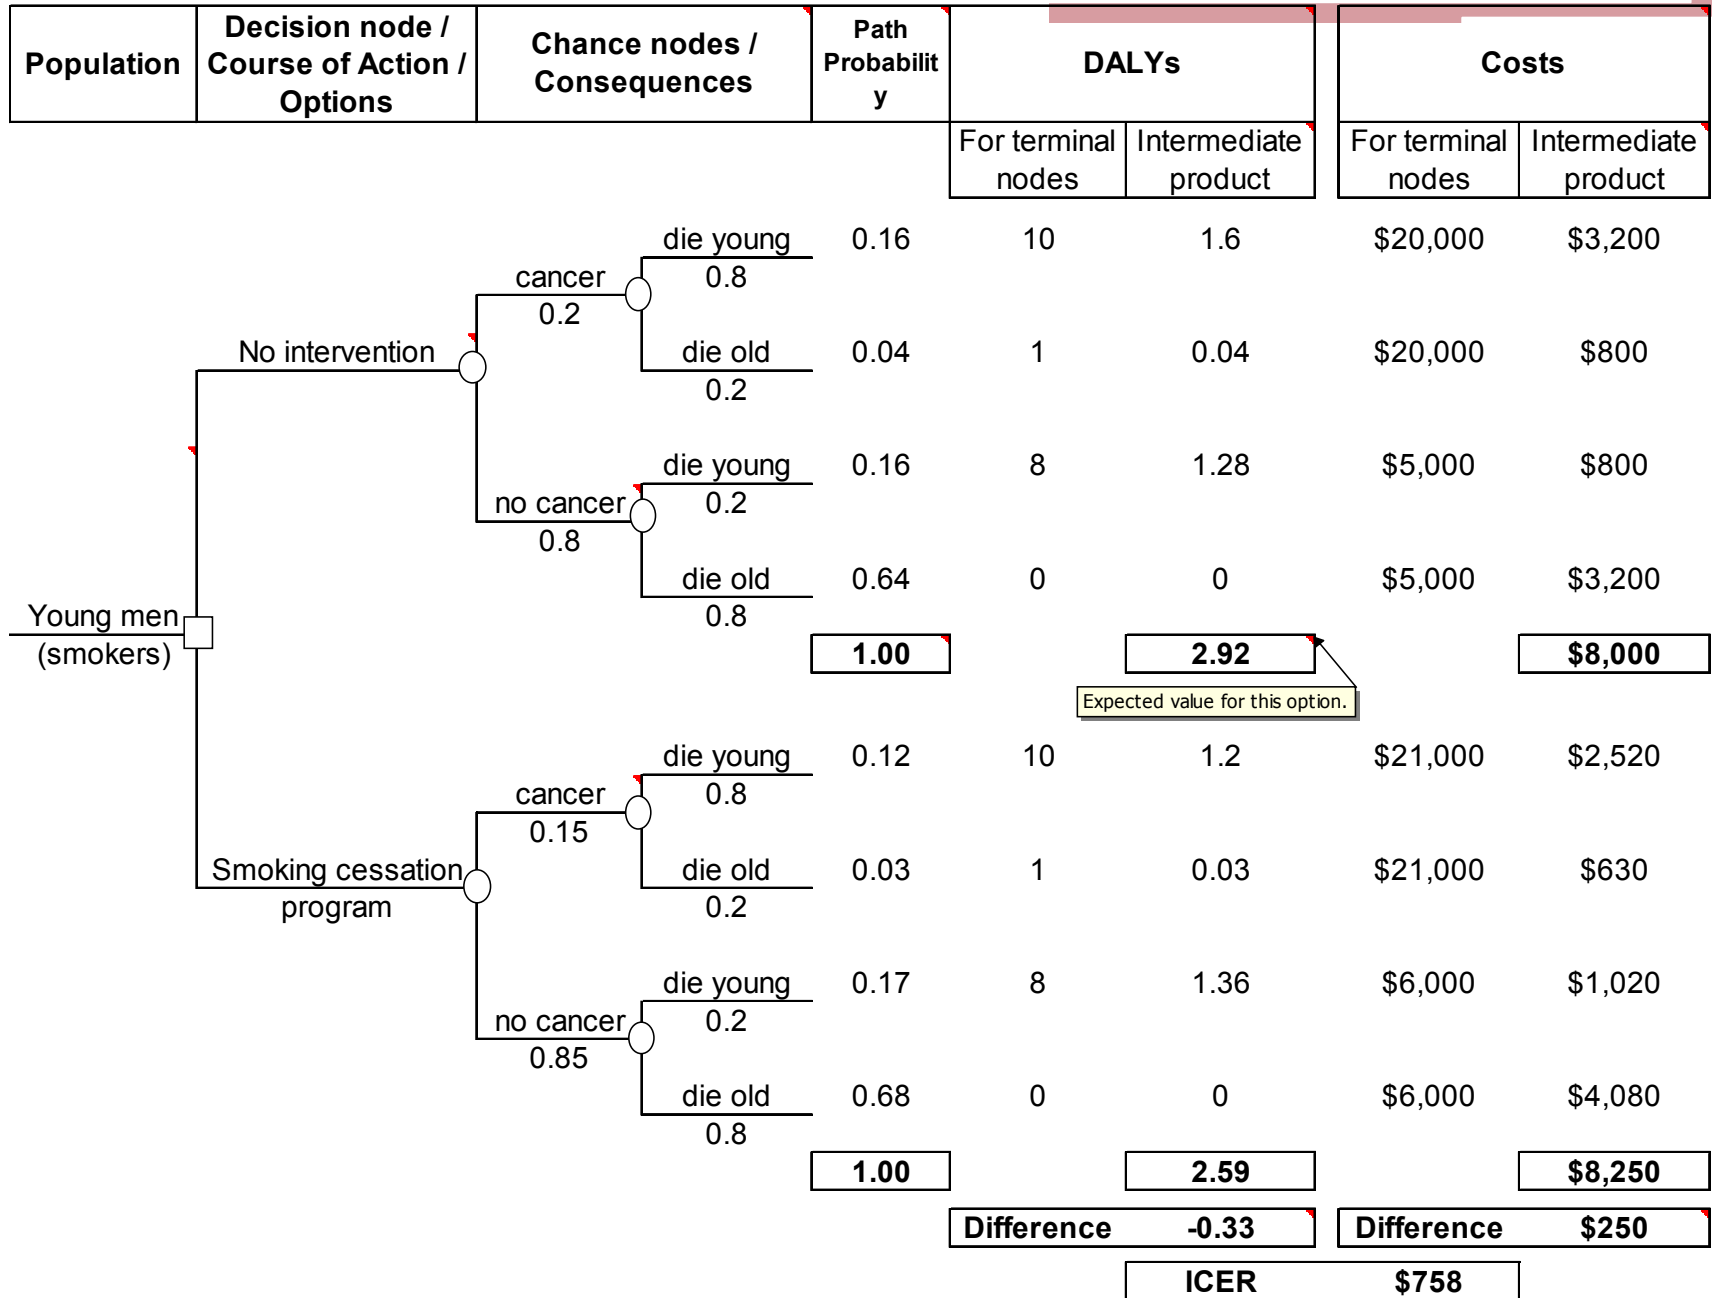 Population
Decision node /
Course of Action /
Options
Chance nodes /
Consequences
Path
Probabilit
y
DALYs
Costs
For terminal
nodes
Intermediate
product
For terminal
nodes
Intermediate
product
die young 0.16 10 1.6 $20,000 $3,200
cancer 0.8
0.2
No intervention die old 0.04 1 0.04 $20,000 $800
0.2
die young 0.16 8 1.28 $5,000 $800
no cancer 0.2
0.8
die old 0.64 0 0 $5,000 $3,200
0.8
Young men
(smokers) 1.00 2.92 $8,000
Expected value for this option.
die young 0.12 10 1.2 $21,000 $2,520
cancer 0.8
0.15
Smoking cessation die old 0.03 1 0.03 $21,000 $630
program 0.2
die young 0.17 8 1.36 $6,000 $1,020
no cancer 0.2
0.85
die old 0.68 0 0 $6,000 $4,080
0.8
1.00 2.59 $8,250
Difference -0.33 Difference $250
ICER $758